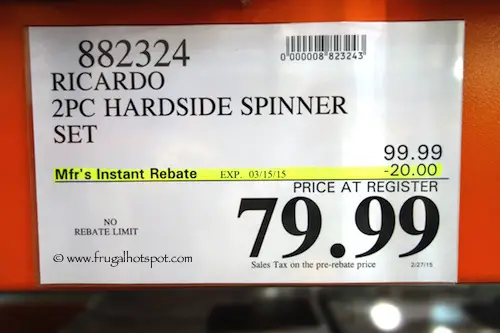 882324
0"000008"823243"
RICARDO
2PC HARDSIDE SPINNER
SET
99.99
Mfr's Instant Rebate EXP. 03/15/15 -20.00
PRICE AT REGISTER
NO
REBATE LIMIT
79.99
© www.frugalhotspot.com
Sales Tax on the pre-rebate price 2/27/15